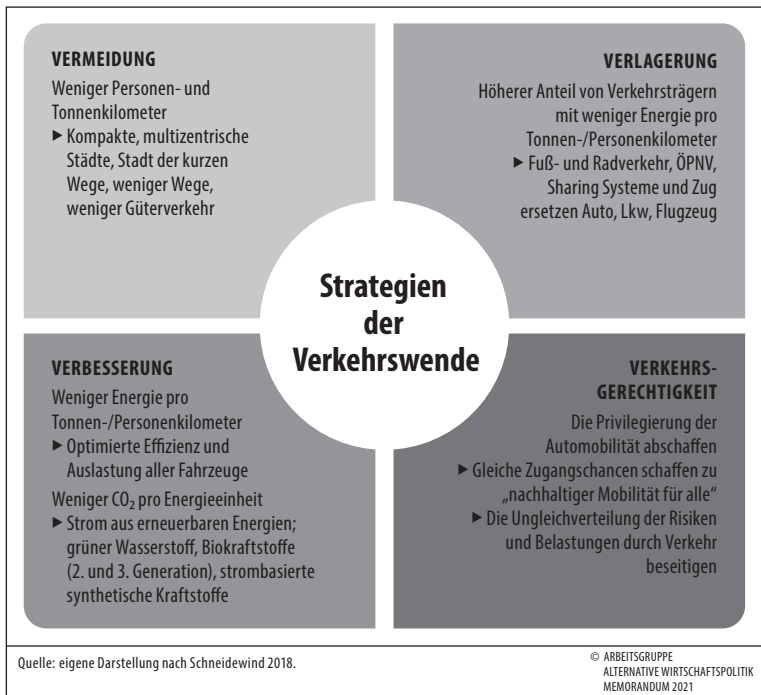 VERMEIDUNG
Weniger Personen- und
Tonnenkilometer
▶ Kompakte, multizentrische
Städte, Stadt der kurzen
Wege, weniger Wege,
weniger Güterverkehr
VERLAGERUNG
Höherer Anteil von Verkehrsträgern
mit weniger Energie pro
Tonnen-/Personenkilometer
▶ Fuß- und Radverkehr, ÖPNV,
Sharing Systeme und Zug
ersetzen Auto, Lkw, Flugzeug
Strategien
der
Verkehrswende
VERBESSERUNG
Weniger Energie pro
Tonnen-/Personenkilometer
▶ Optimierte Effizienz und
Auslastung aller Fahrzeuge
Weniger CO₂ pro Energieeinheit
▶ Strom aus erneuerbaren Energien;
grüner Wasserstoff, Biokraftstoffe
(2. und 3. Generation), strombasierte
synthetische Kraftstoffe
VERKEHRS-
GERECHTIGKEIT
Die Privilegierung der
Automobilität abschaffen
▶ Gleiche Zugangschancen schaffen zu
„nachhaltiger Mobilität für alle“
▶ Die Ungleichverteilung der Risiken
und Belastungen durch Verkehr
beseitigen
Quelle: eigene Darstellung nach Schneidewind 2018.
© ARBEITSGRUPPE
ALTERNATIVE WIRTSCHAFTSPOLITIK
MEMORANDUM 2021